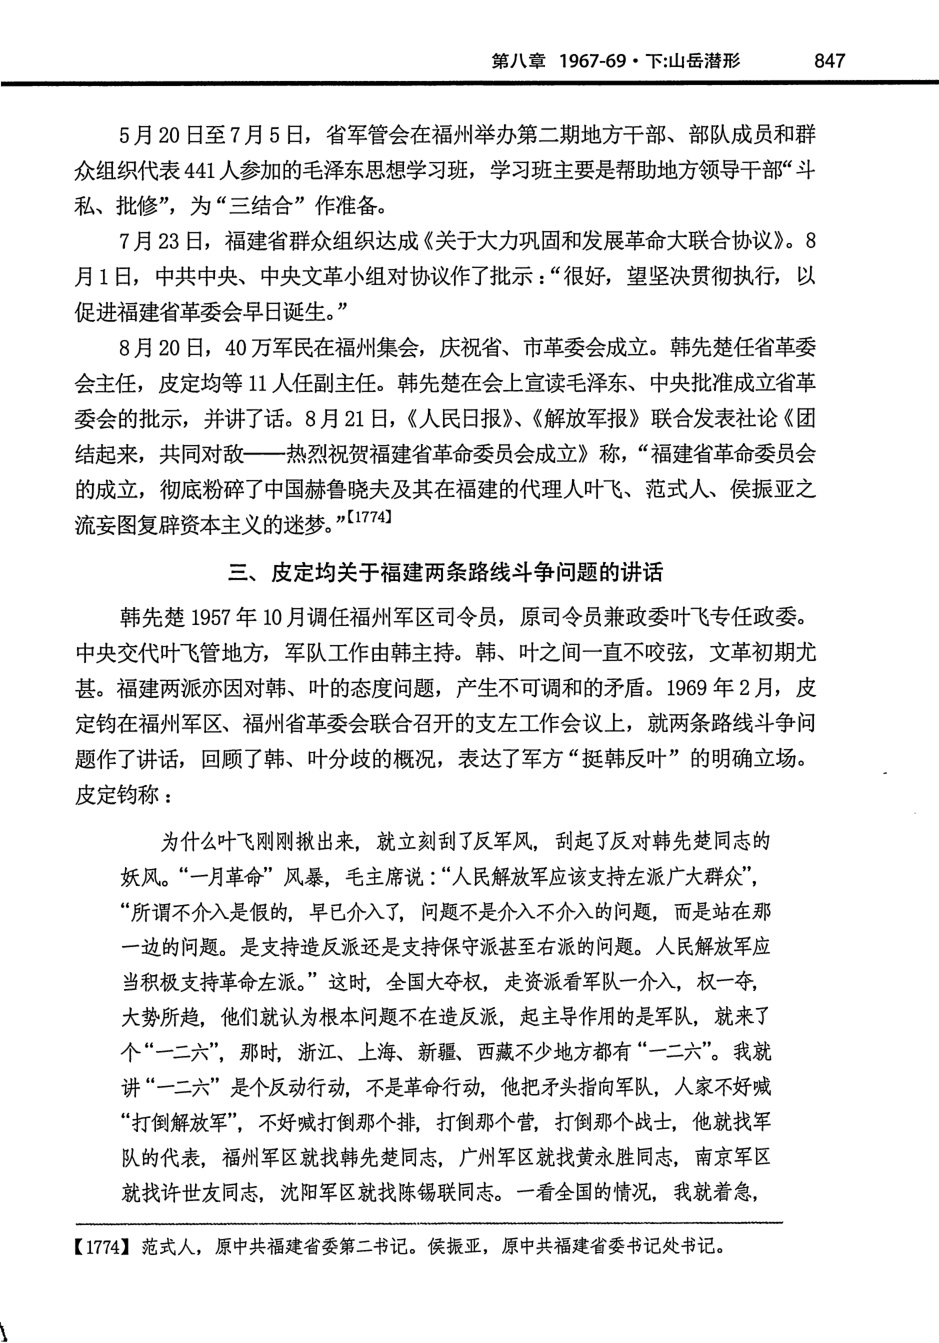 第八章 1967-69·下:山岳潜形 847
5月20日至7月5日，省军管会在福州举办第二期地方干部、部队成员和群
众组织代表441人参加的毛泽东思想学习班，学习班主要是帮助地方领导干部“斗
私、批修”，为“三结合”作准备。
7月23日，福建省群众组织达成《关于大力巩固和发展革命大联合协议》。8
月1日，中共中央、中央文革小组对协议作了批示：“很好，望坚决贯彻执行，以
促进福建省革委会早日诞生。”
8月20日，40万军民在福州集会，庆祝省、市革委会成立。韩先楚任省革委
会主任，皮定均等11人任副主任。韩先楚在会上宣读毛泽东、中央批准成立省革
委会的批示，并讲了话。8月21日，《人民日报》、《解放军报》联合发表社论《团
结起来，共同对敌——热烈祝贺福建省革命委员会成立》称，“福建省革命委员会
的成立，彻底粉碎了中国赫鲁晓夫及其在福建的代理人叶飞、范式人、侯振亚之
流妄图复辟资本主义的迷梦。”【1774】
三、皮定均关于福建两条路线斗争问题的讲话
韩先楚1957年10月调任福州军区司令员，原司令员兼政委叶飞专任政委。
中央交代叶飞管地方，军队工作由韩主持。韩、叶之间一直不咬弦，文革初期尤
甚。福建两派亦因对韩、叶的态度问题，产生不可调和的矛盾。1969年2月，皮
定钧在福州军区、福州省革委会联合召开的支左工作会议上，就两条路线斗争问
题作了讲话，回顾了韩、叶分歧的概况，表达了军方“挺韩反叶”的明确立场。
皮定钧称：
为什么叶飞刚刚揪出来，就立刻刮了反军风，刮起了反对韩先楚同志的
妖风。“一月革命”风暴，毛主席说：“人民解放军应该支持左派广大群众”，
“所谓不介入是假的，早已介入了，问题不是介入不介入的问题，而是站在那
一边的问题。是支持造反派还是支持保守派甚至右派的问题。人民解放军应
当积极支持革命左派。”这时，全国大夺权，走资派看军队一介入，权一夺，
大势所趋，他们就认为根本问题不在造反派，起主导作用的是军队，就来了
个“一二六”，那时，浙江、上海、新疆、西藏不少地方都有“一二六”。我就
讲“一二六”是个反动行动，不是革命行动，他把矛头指向军队，人家不好喊
“打倒解放军”，不好喊打倒那个排，打倒那个营，打倒那个战士，他就找军
队的代表，福州军区就找韩先楚同志，广州军区就找黄永胜同志，南京军区
就找许世友同志，沈阳军区就找陈锡联同志。一看全国的情况，我就着急，
【1774】范式人，原中共福建省委第二书记。侯振亚，原中共福建省委书记处书记。